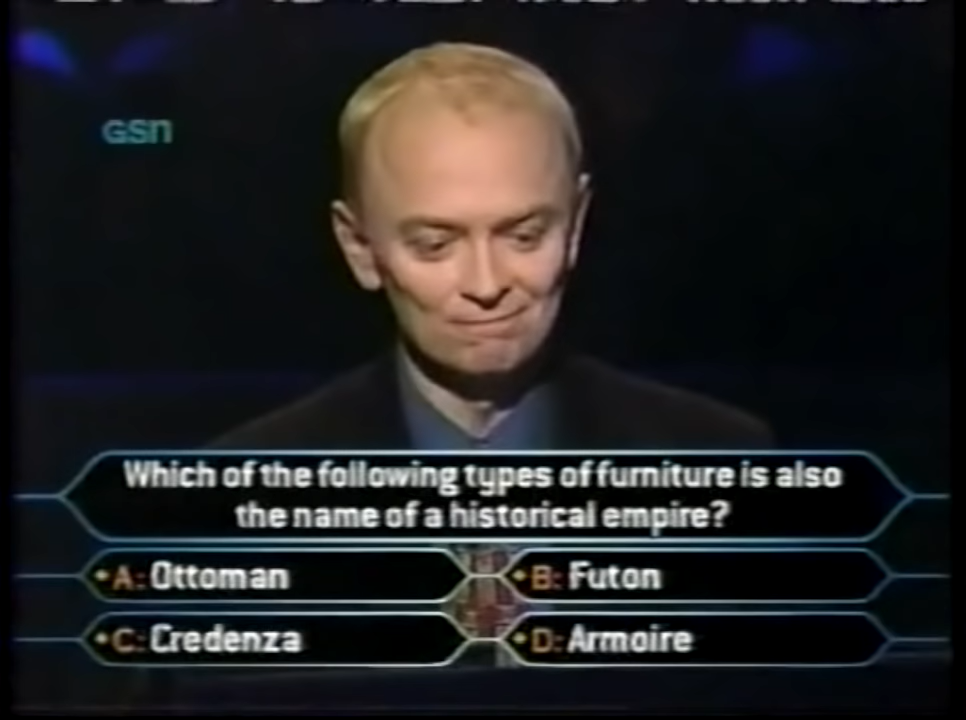 GSN
Which of the following types of furniture is also
the name of a historical empire?
A: Ottoman
B: Futon
C: Credenza
D: Armoire